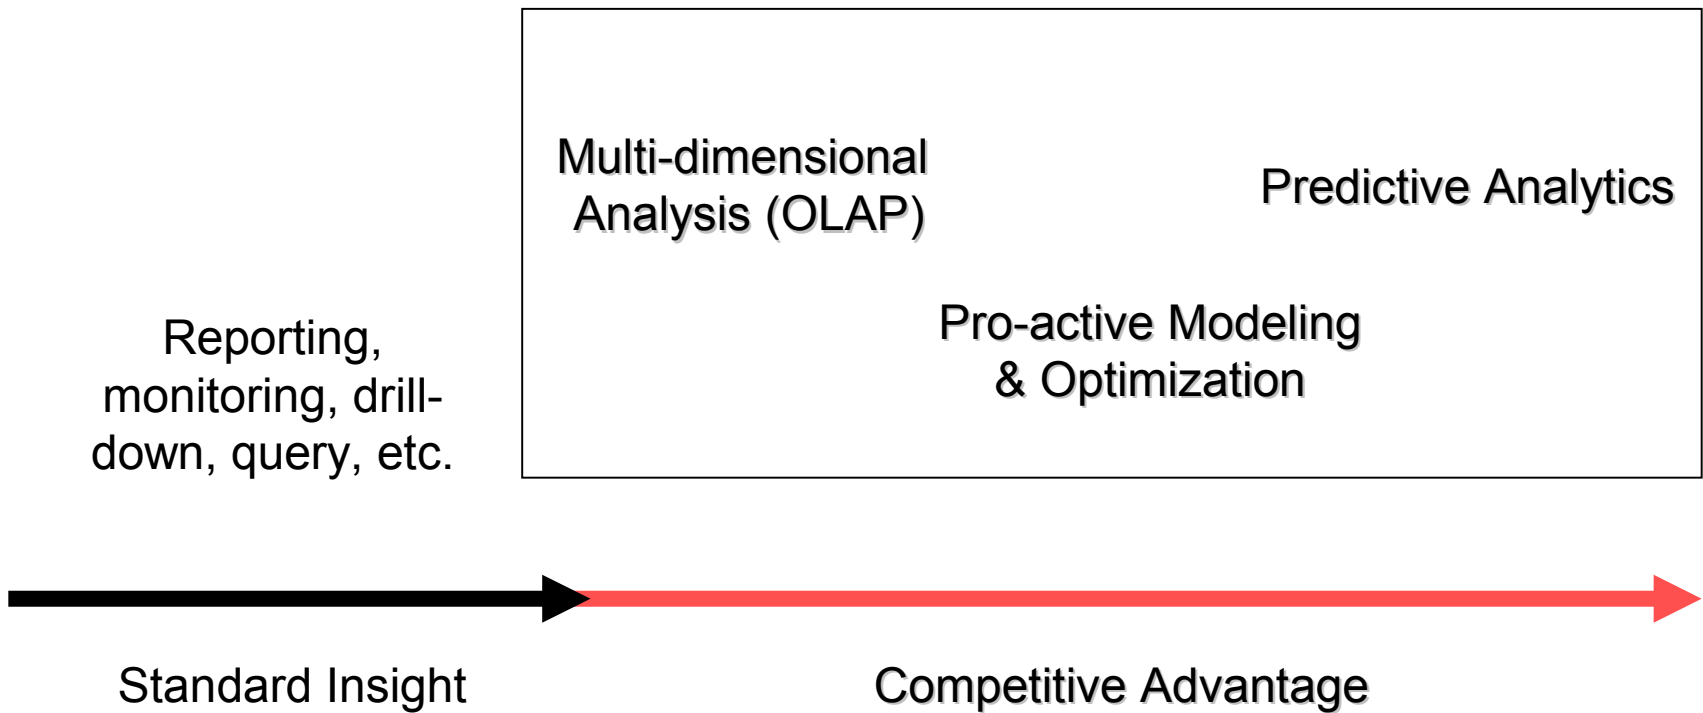 Multi-dimensional
Analysis (OLAP)
Predictive Analytics
Pro-active Modeling
& Optimization
Reporting,
monitoring, drill-
down, query, etc.
Standard Insight
Competitive Advantage